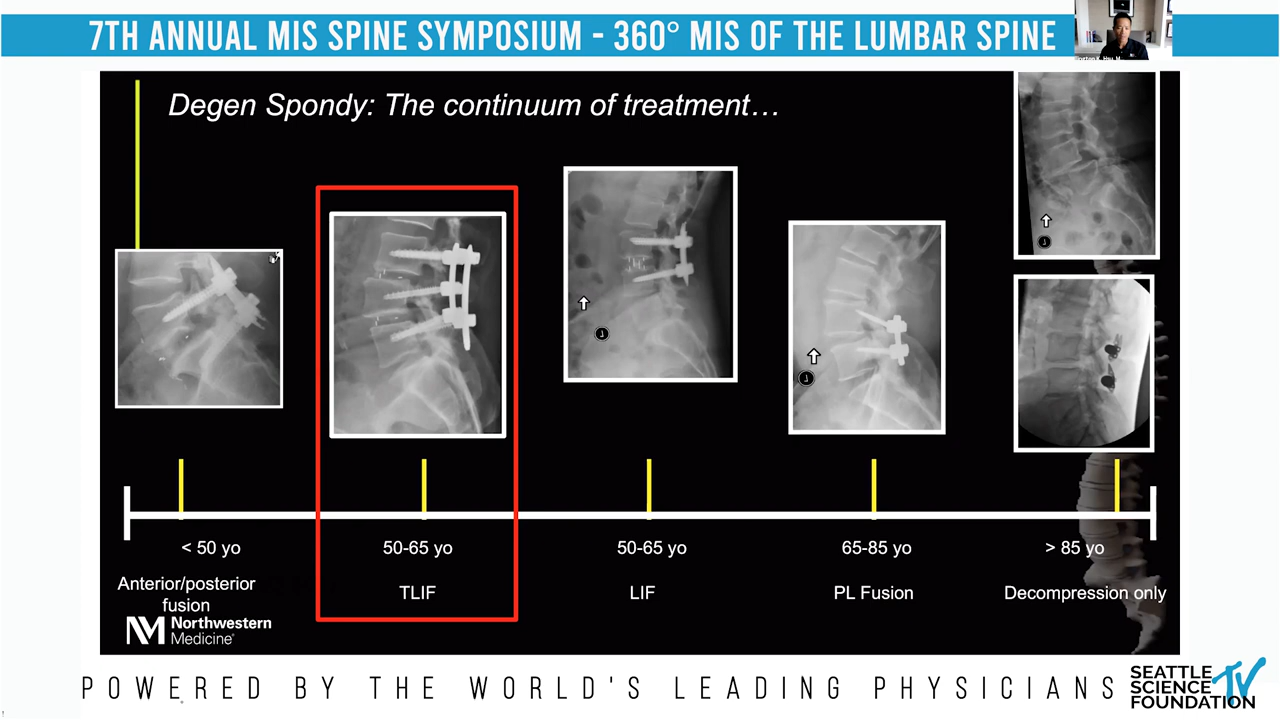 7TH ANNUAL MIS SPINE SYMPOSIUM - 360° MIS OF THE LUMBAR SPINE
Degen Spondy: The continuum of treatment…
< 50 yo
50-65 yo
50-65 yo
65-85 yo
> 85 yo
Anterior/posterior
fusion
TLIF
LIF
PL Fusion
Decompression only
NM Northwestern
Medicine®
POWERED BY THE WORLD'S LEADING PHYSICIANS
SEATTLE
SCIENCE
FOUNDATION
TV